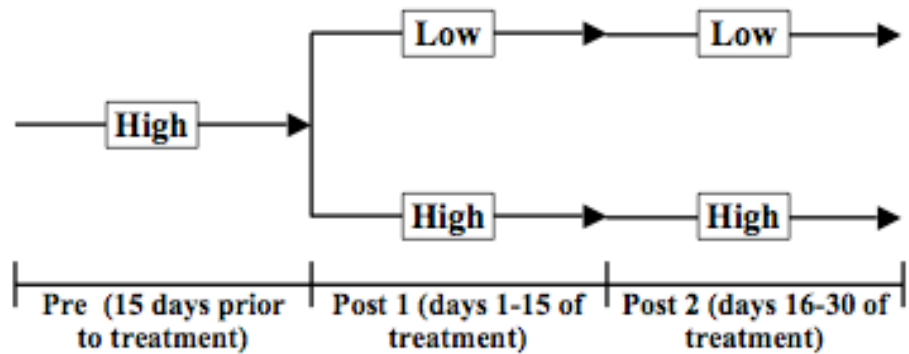 Low
Low
High
High
High
Pre (15 days prior
to treatment)
Post 1 (days 1-15 of
treatment)
Post 2 (days 16-30 of
treatment)